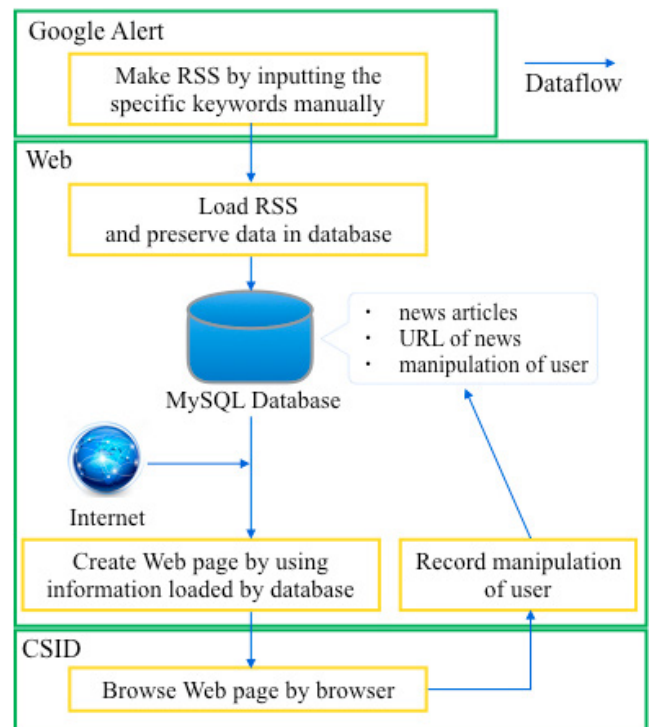 Google Alert
Make RSS by inputting the
specific keywords manually
Dataflow
Web
Load RSS
and preserve data in database
• news articles
• URL of news
• manipulation of user
MySQL Database
Internet
Create Web page by using
information loaded by database
Record manipulation
of user
CSID
Browse Web page by browser